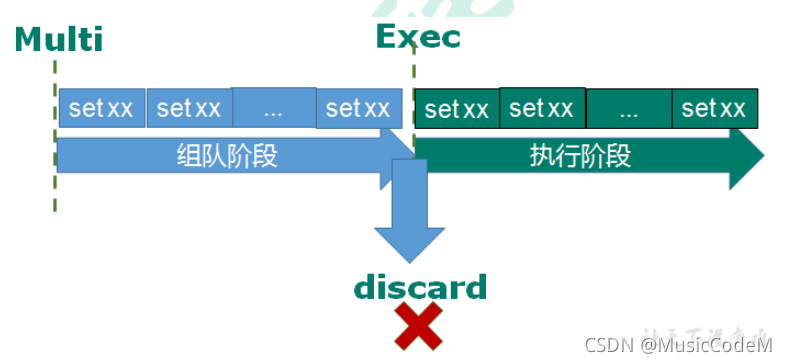 Multi
Exec
set xx set xx ... set xx set xx set xx ... set xx
组队阶段 执行阶段
discard
CSDN @MusicCodeM